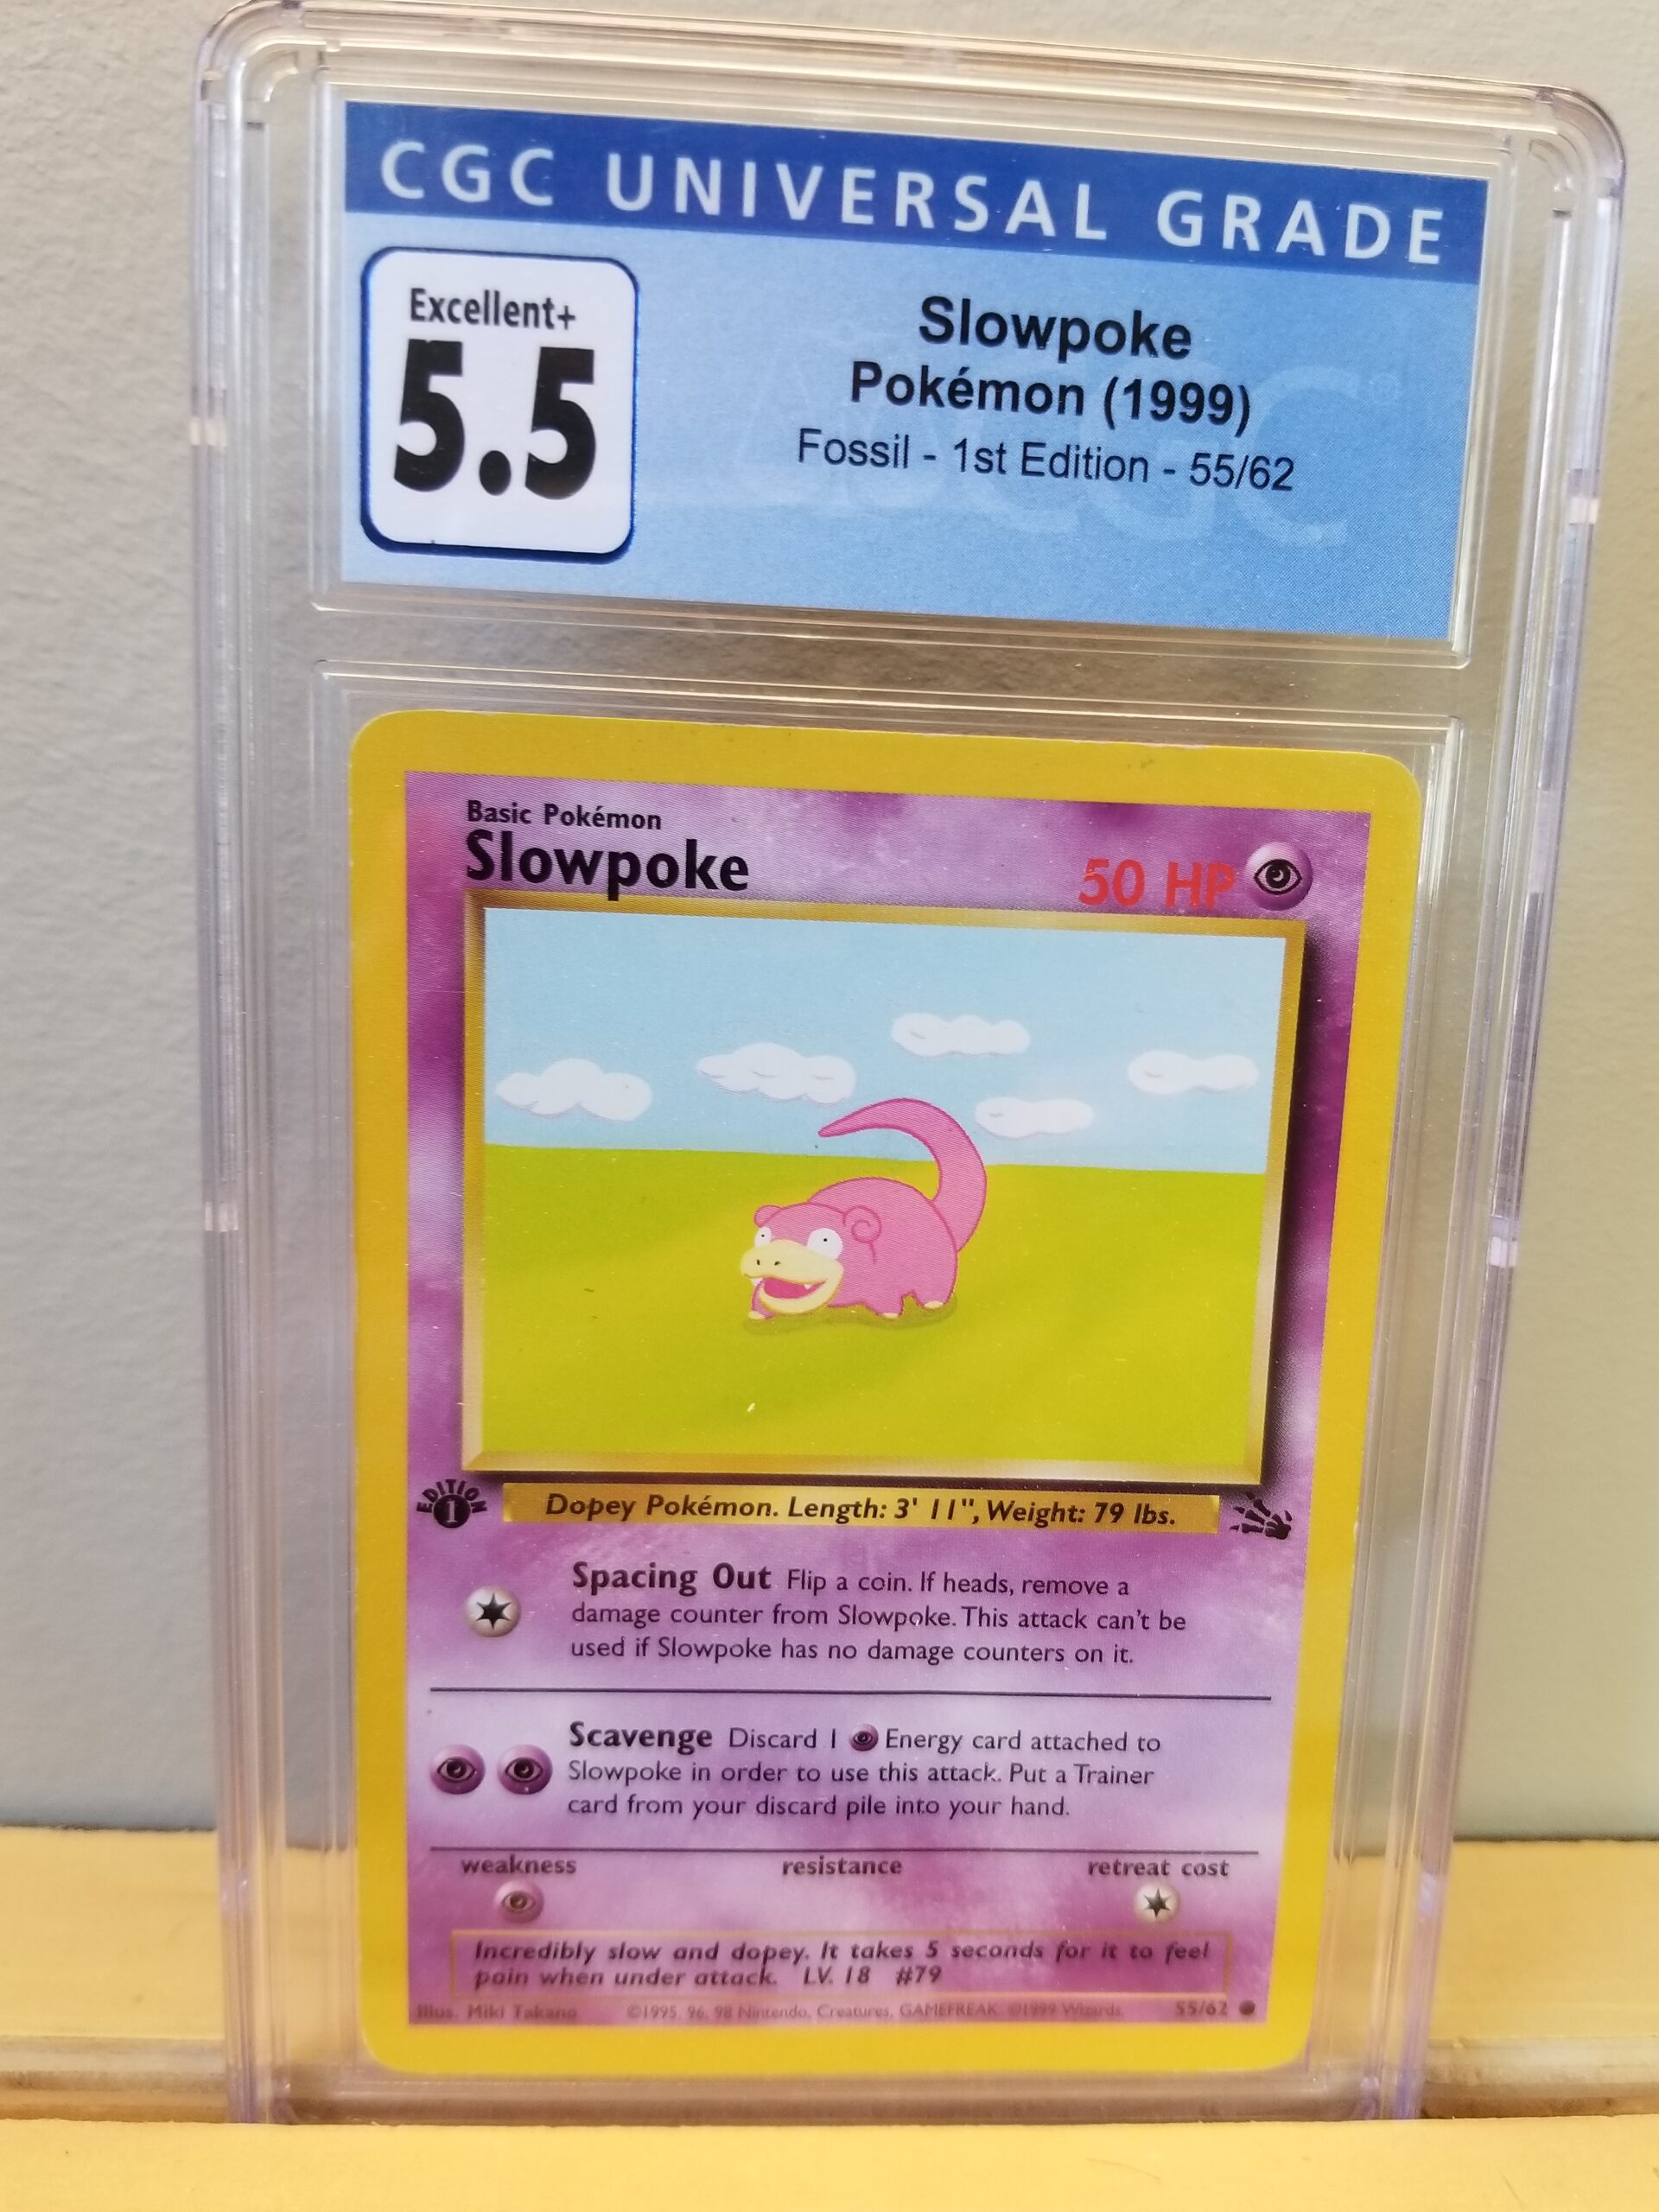 CGC UNIVERSAL GRADE
Excellent+
5.5
Slowpoke
Pokémon (1999)
Fossil - 1st Edition - 55/62
CGC
Basic Pokémon
Slowpoke
50 HP
EDITION
1
Dopey Pokémon. Length: 3' 11", Weight: 79 lbs.
Spacing Out Flip a coin. If heads, remove a
damage counter from Slowpoke. This attack can't be
used if Slowpoke has no damage counters on it.
Scavenge Discard 1 Energy card attached to
Slowpoke in order to use this attack. Put a Trainer
card from your discard pile into your hand.
weakness
resistance
retreat cost
Incredibly slow and dopey. It takes 5 seconds for it to feel
pain when under attack. LV. 18 #79
Illus. Miki Tanaka
©1995, 96, 98 Nintendo, Creatures, GAMEFREAK. ©1999 Wizards.
55/62